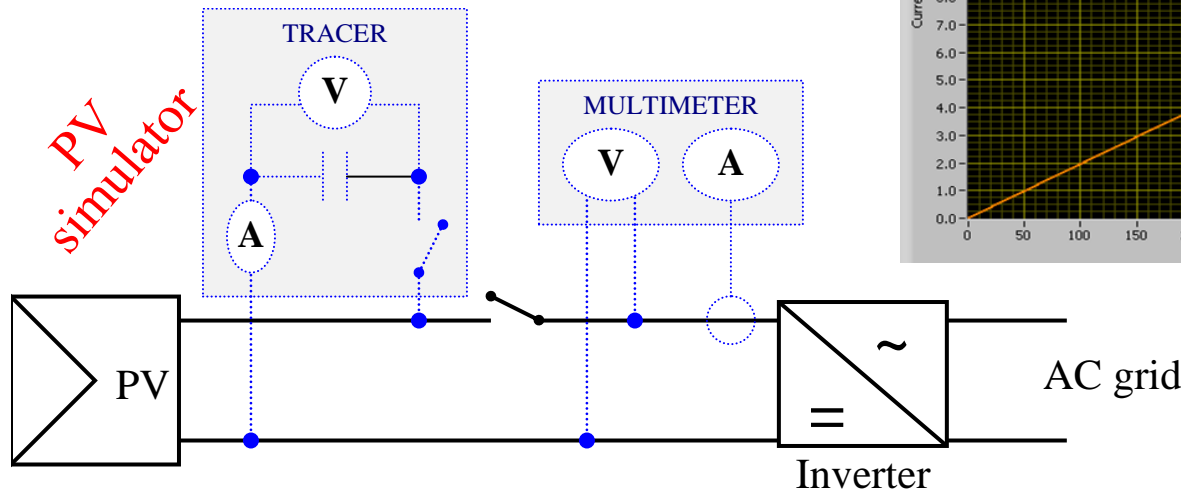 TRACER
V
A
PV
simulator
MULTIMETER
V
A
PV
~
=
Inverter
AC grid
7.0
6.0
5.0
4.0
3.0
2.0
1.0
0.0
0
50
100
150